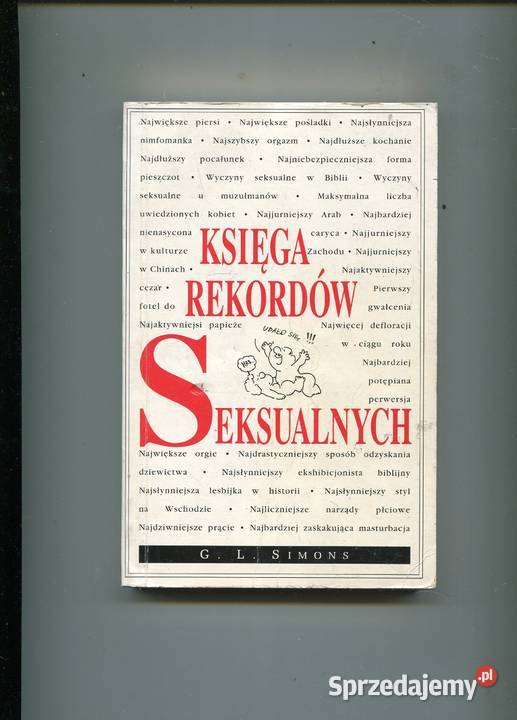 Największe piersi • Największe pośladki • Najsłynniejsza
nimfomanka • Najszybszy orgazm • Najdłuższe kochanie
Najdłuższy pocałunek • Najniebezpieczniejsza forma
pieszczot • Wyczyny seksualne w Biblii • Wyczyny
seksualne u muzułmanów • Maksymalna liczba
uwiedzionych kobiet • Najjurniejszy Arab • Najbardziej
nienasycona caryca • Najjurniejszy
w kulturze Zachodu • Najjurniejszy
w Chinach • Najaktywniejszy
cezar • Pierwszy
fotel do gwałcenia
Najaktywniejsi papieże Najwięcej defloracji
w ciągu roku
Najbardziej
potępiana
perwersja
KSIĘGA
REKORDÓW
SEKSUALNYCH
UDAŁO SIĘ !!!
Największe orgie • Najdrastyczniejszy sposób odzyskania
dziewictwa • Najsłynniejszy ekshibicjonista biblijny
Najsłynniejsza lesbijka w historii • Najsłynniejszy styl
na Wschodzie • Najliczniejsze narządy płciowe
Najdziwniejsze prącie • Najbardziej zaskakująca masturbacja
G. L. SIMONS
Sprzedajemy.pl